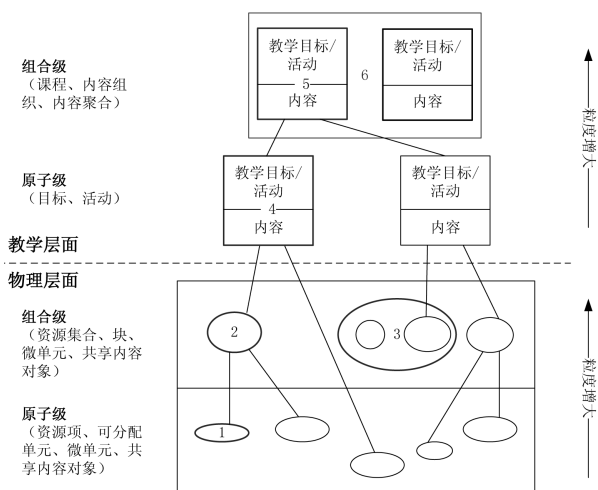 组合级
（课程、内容组
织、内容聚合）
教学目标/
活动
5
内容
6
教学目标/
活动
内容
粒度增大
原子级
（目标、活动）
教学目标/
活动
4
内容
教学目标/
活动
内容
教学层面
物理层面
组合级
（资源集合、块、
微单元、共享内容
对象）
2
3
粒度增大
原子级
（资源项、可分配
单元、微单元、共
享内容对象）
1